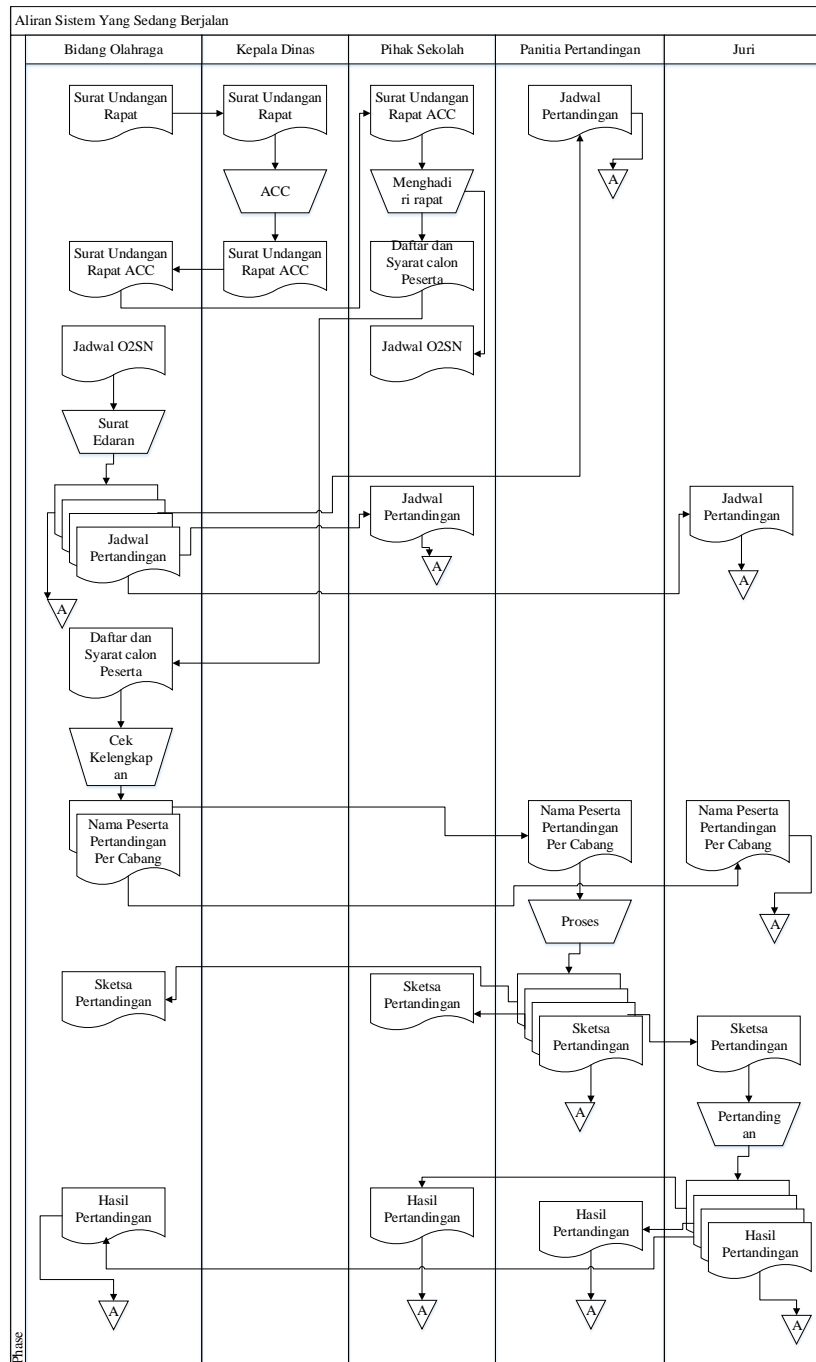 Aliran Sistem Yang Sedang Berjalan
Bidang Olahraga
Kepala Dinas
Pihak Sekolah
Panitia Pertandingan
Juri
Surat Undangan
Rapat
Surat Undangan
Rapat
Surat Undangan
Rapat ACC
Jadwal
Pertandingan
A
ACC
Menghadi
ri rapat
Surat Undangan
Rapat ACC
Surat Undangan
Rapat ACC
Daftar dan
Syarat calon
Peserta
Jadwal O2SN
Jadwal O2SN
Surat
Edaran
Jadwal
Pertandingan
Jadwal
Pertandingan
Jadwal
Pertandingan
A
A
A
Daftar dan
Syarat calon
Peserta
Cek
Kelengkap
an
Nama Peserta
Pertandingan
Per Cabang
Nama Peserta
Pertandingan
Per Cabang
Nama Peserta
Pertandingan
Per Cabang
Proses
A
Sketsa
Pertandingan
Sketsa
Pertandingan
Sketsa
Pertandingan
Sketsa
Pertandingan
A
Pertanding
an
Hasil
Pertandingan
Hasil
Pertandingan
Hasil
Pertandingan
Hasil
Pertandingan
A
A
A
A
Phase